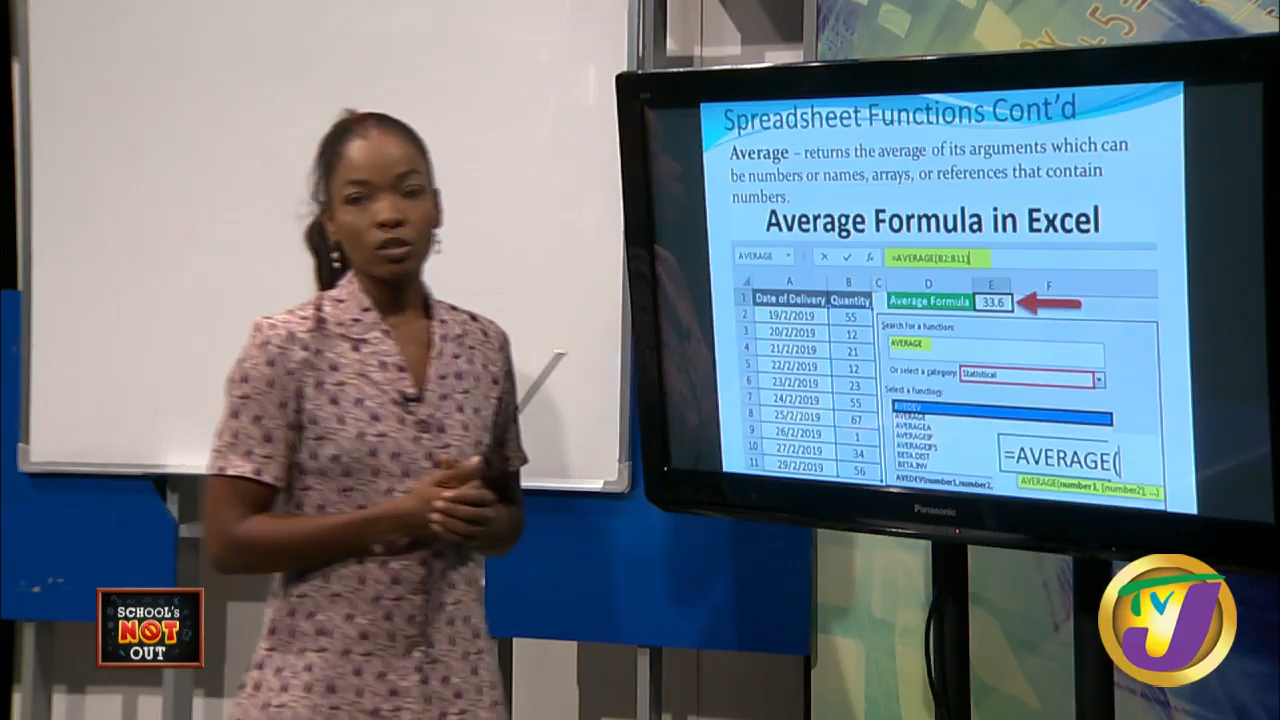 Spreadsheet Functions Cont'd
Average – returns the average of its arguments which can
be numbers or names, arrays, or references that contain
numbers.
Average Formula in Excel
AVERAGE fx =AVERAGE(B2:B11)
A B C D E F
1 Date of Delivery Quantity Average Formula 33.6
2 19/2/2019 55
3 20/2/2019 12
4 21/2/2019 21
5 22/2/2019 12
6 23/2/2019 23
7 24/2/2019 55
8 25/2/2019 67
9 26/2/2019 1
10 27/2/2019 34
11 29/2/2019 56
Search for a function:
AVERAGE
Or select a category: Statistical
Select a function:
AVEDEV
AVERAGE
AVERAGEA
AVERAGEIF
AVERAGEIFS
BETA.DIST
BETA.INV
AVEDEV(number1,number2,
=AVERAGE(
AVERAGE(number1, [number2], ...)
Panasonic
SCHOOL'S
NOT
OUT
TVJ